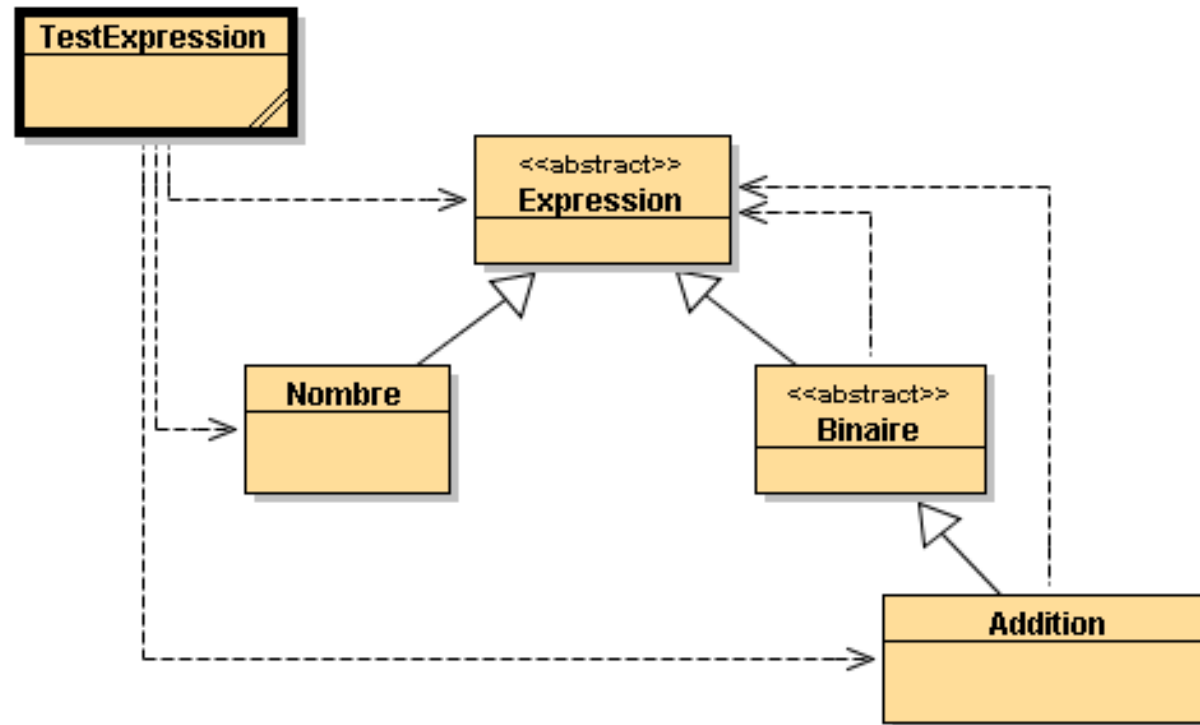 TestExpression
<<abstract>>
Expression
Nombre
<<abstract>>
Binaire
Addition